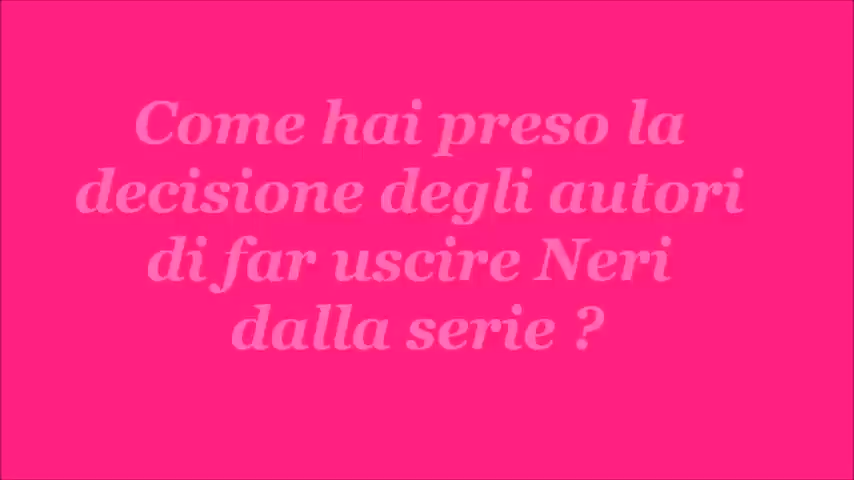 Come hai preso la
decisione degli autori
di far uscire Neri
dalla serie ?